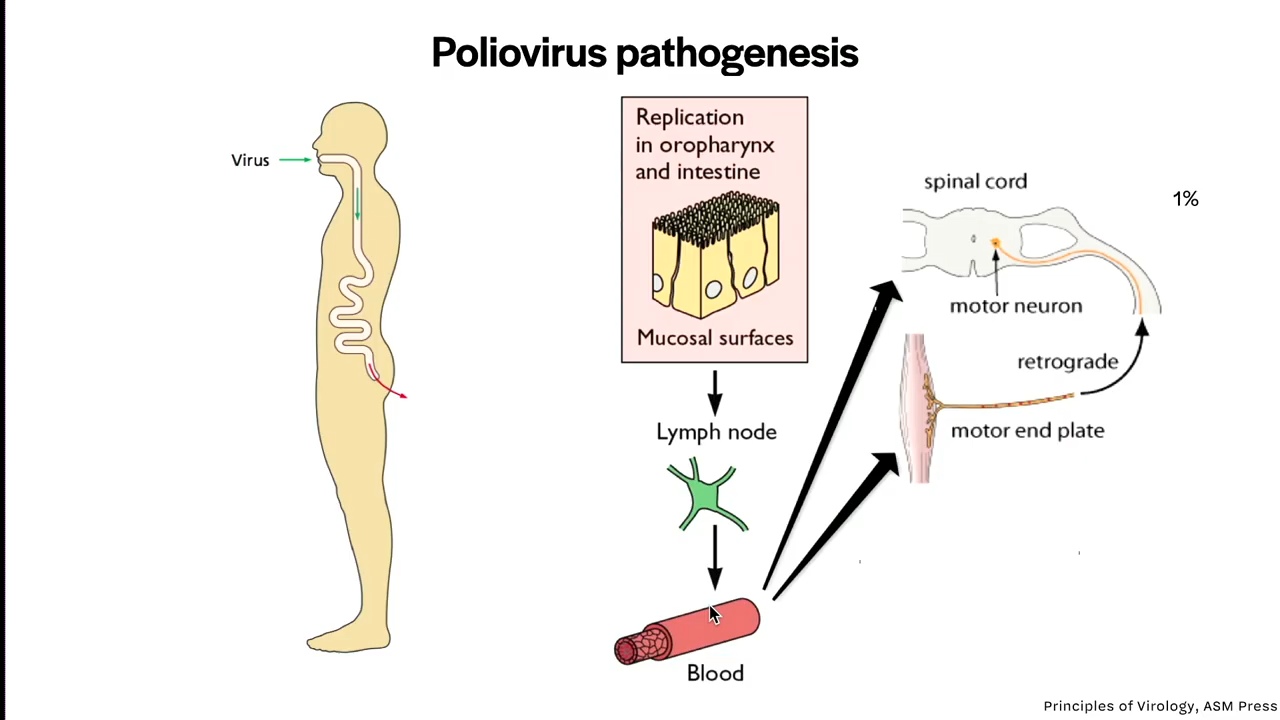 Poliovirus pathogenesis
Virus
Replication
in oropharynx
and intestine
Mucosal surfaces
Lymph node
Blood
spinal cord
1%
motor neuron
retrograde
motor end plate
Principles of Virology, ASM Press